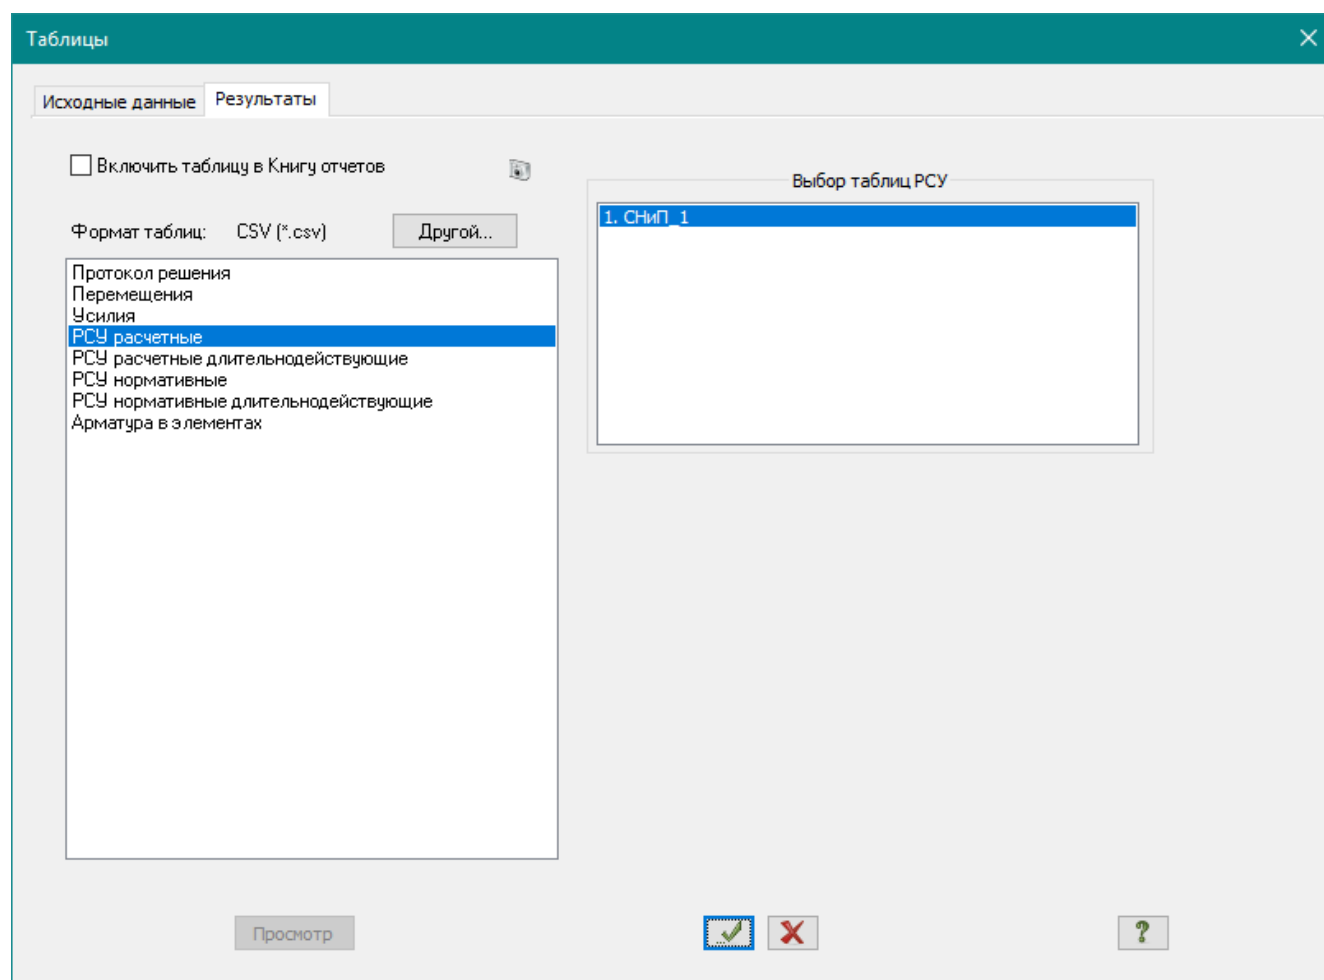 Таблицы
Исходные данные
Результаты
Включить таблицу в Книгу отчетов
Формат таблиц: CSV (*.csv) Другой...
Протокол решения
Перемещения
Усилия
РСУ расчетные
РСУ расчетные длительнодействующие
РСУ нормативные
РСУ нормативные длительнодействующие
Арматура в элементах
Выбор таблиц РСУ
1. СНиП_1
Просмотр
?